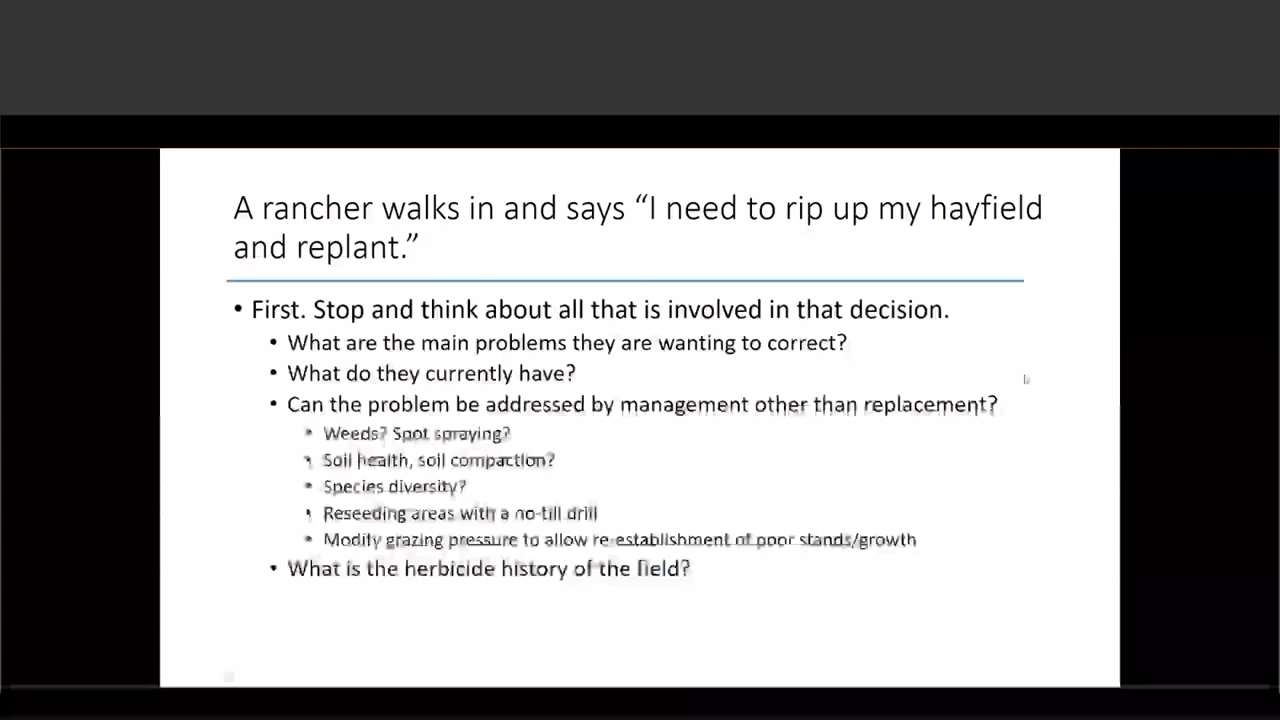 A rancher walks in and says “I need to rip up my hayfield
and replant.”
• First. Stop and think about all that is involved in that decision.
• What are the main problems they are wanting to correct?
• What do they currently have?
• Can the problem be addressed by management other than replacement?
• Weeds? Spot spraying?
• Soil health, soil compaction?
• Species diversity?
• Reseeding areas with a no-till drill
• Modify grazing pressure to allow re-establishment of poor stands/growth
• What is the herbicide history of the field?